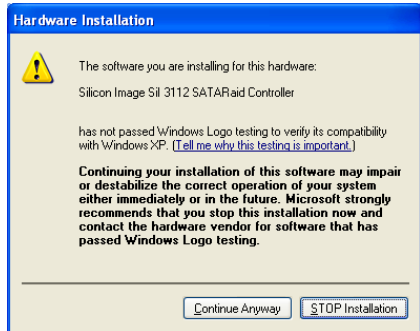 Hardware Installation
The software you are installing for this hardware:
Silicon Image SiI 3112 SATARaid Controller
has not passed Windows Logo testing to verify its compatibility
with Windows XP. (Tell me why this testing is important.)
Continuing your installation of this software may impair
or destabilize the correct operation of your system
either immediately or in the future. Microsoft strongly
recommends that you stop this installation now and
contact the hardware vendor for software that has
passed Windows Logo testing.
Continue Anyway
STOP Installation